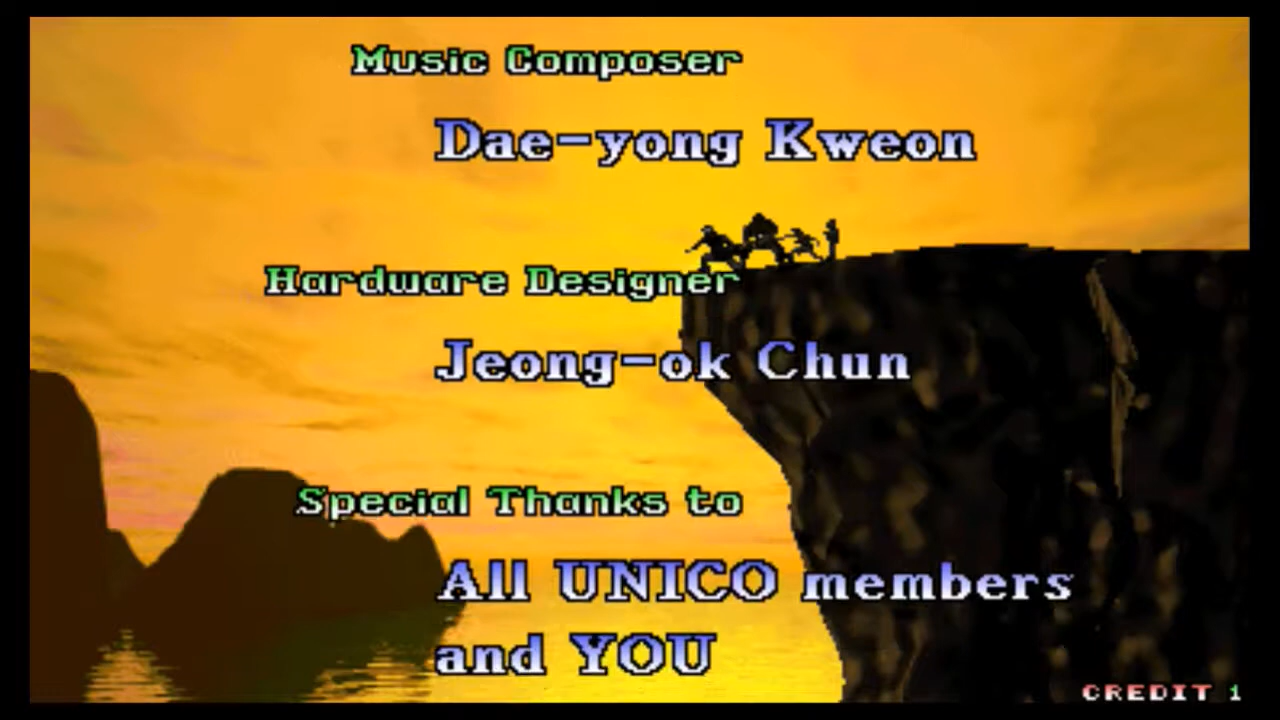 Music Composer
Dae-yong Kweon
Hardware Designer
Jeong-ok Chun
Special Thanks to
All UNICO members
and YOU
CREDIT 1